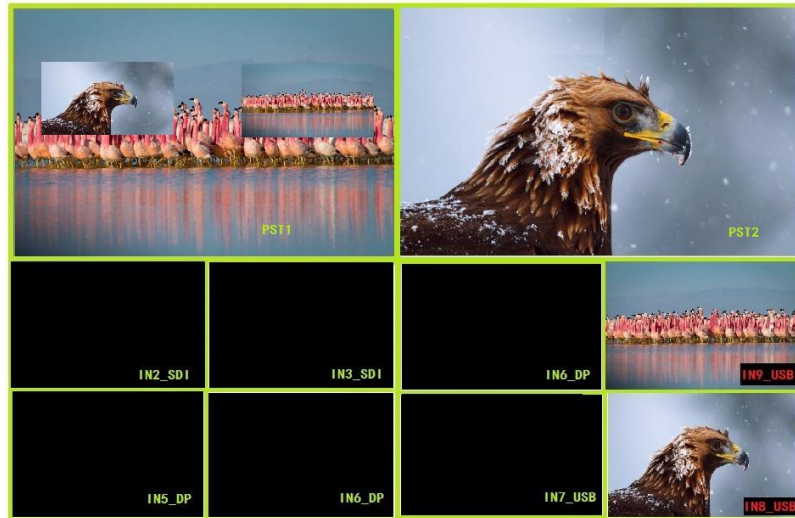 PST1
PST2
IN2_SDI
IN3_SDI
IN6_DP
IN9_USB
IN5_DP
IN6_DP
IN7_USB
IN8_USB